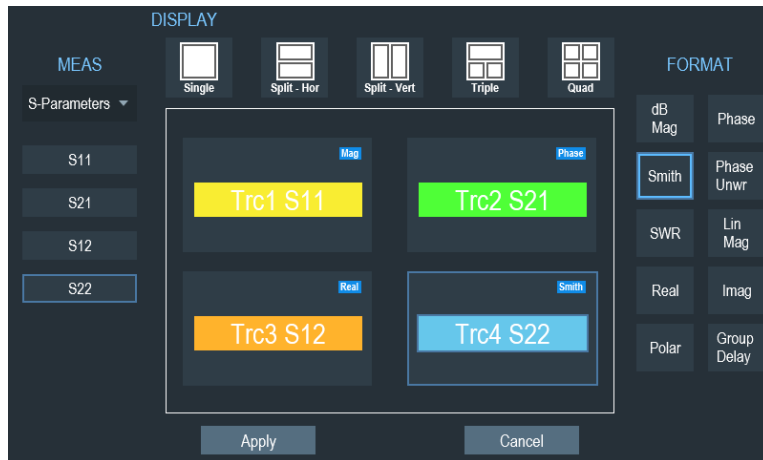 DISPLAY
MEAS
S-Parameters
S11
S21
S12
S22
Single
Split - Hor
Split - Vert
Triple
Quad
Mag
Trc1 S11
Phase
Trc2 S21
Real
Trc3 S12
Smith
Trc4 S22
Apply
Cancel
FORMAT
dB
Mag
Phase
Smith
Phase
Unwr
SWR
Lin
Mag
Real
Imag
Polar
Group
Delay